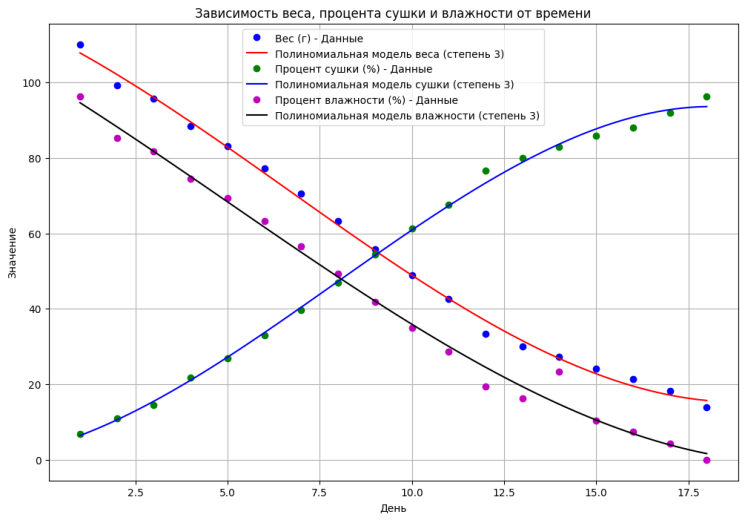 Зависимость веса, процента сушки и влажности от времени
Вес (г) - Данные
Полиномиальная модель веса (степень 3)
Процент сушки (%) - Данные
Полиномиальная модель сушки (степень 3)
Процент влажности (%) - Данные
Полиномиальная модель влажности (степень 3)
Значение
100
80
60
40
20
0
2.5
5.0
7.5
10.0
12.5
15.0
17.5
День